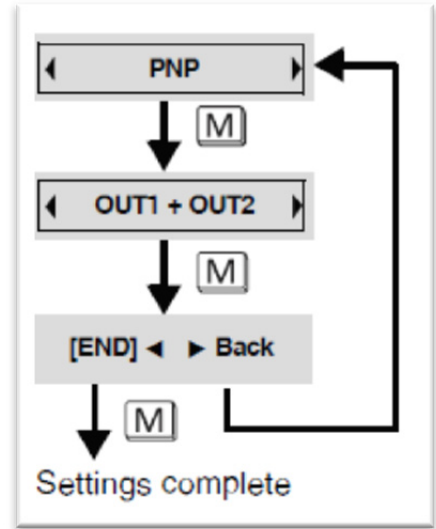 PNP
M
OUT1 + OUT2
M
[END] ◄ ► Back
M
Settings complete